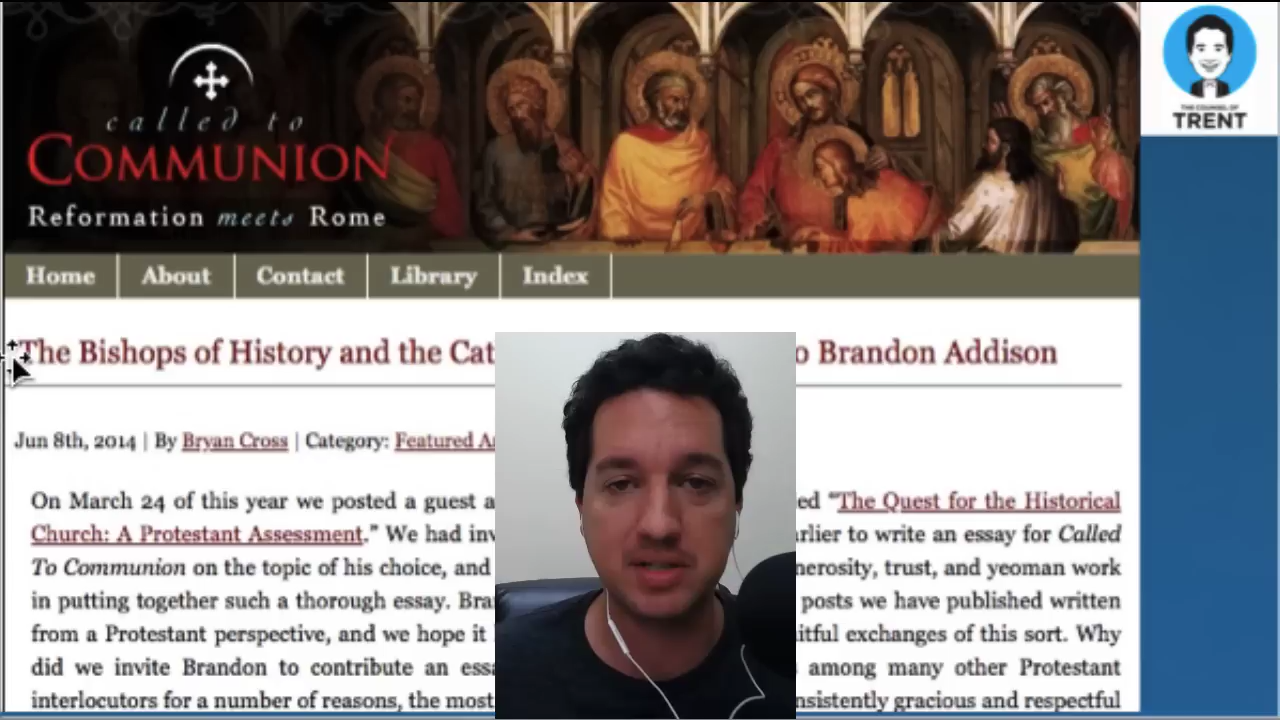 called to
COMMUNION
Reformation meets Rome
THE COUNSEL OF
TRENT
Home About Contact Library Index
The Bishops of History and the Cat o Brandon Addison
Jun 8th, 2014 | By Bryan Cross | Category: Featured A
On March 24 of this year we posted a guest a ed “The Quest for the Historical
Church: A Protestant Assessment.” We had inv rlier to write an essay for Called
To Communion on the topic of his choice, and nerosity, trust, and yeoman work
in putting together such a thorough essay. Bra posts we have published written
from a Protestant perspective, and we hope it itful exchanges of this sort. Why
did we invite Brandon to contribute an essa among many other Protestant
interlocutors for a number of reasons, the most nsistently gracious and respectful